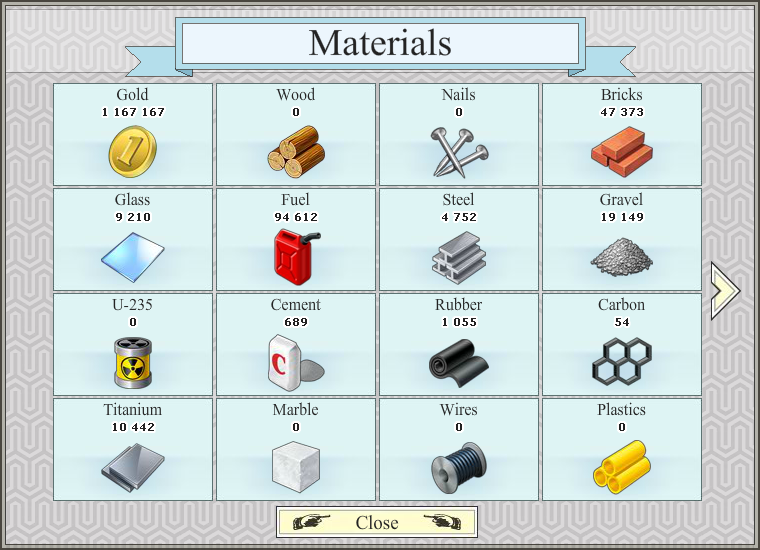 Materials
Gold
1 167 167
Wood
0
Nails
0
Bricks
47 373
Glass
9 210
Fuel
94 612
Steel
4 752
Gravel
19 149
U-235
0
Cement
689
C
Rubber
1 055
Carbon
54
Titanium
10 442
Marble
0
Wires
0
Plastics
0
Close